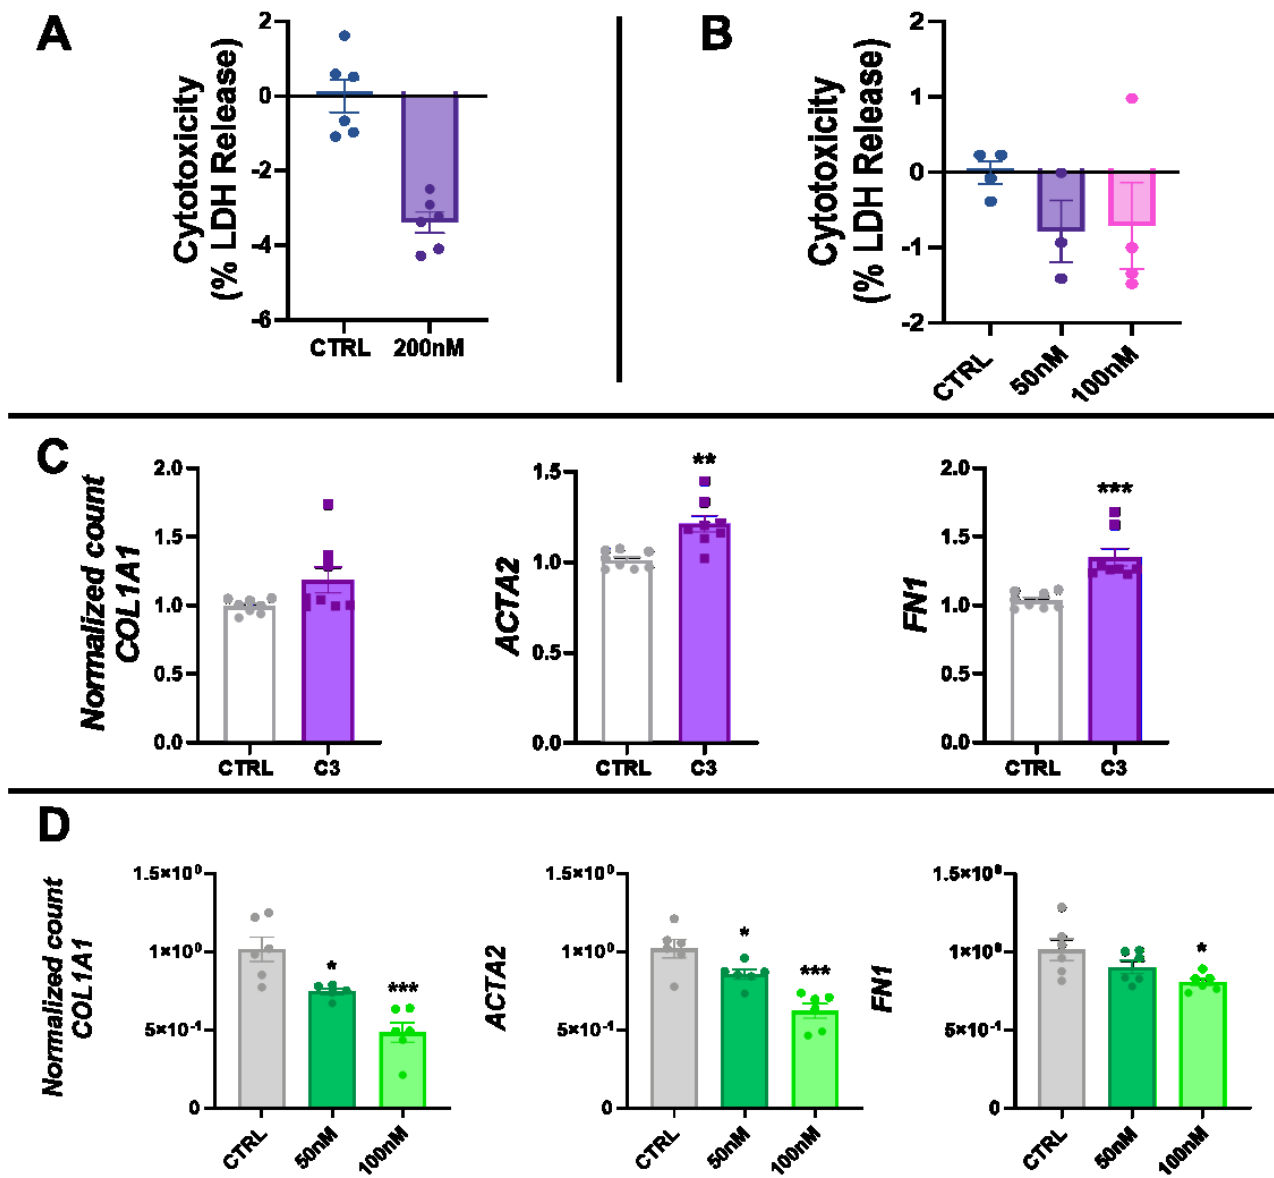 A
Cytotoxicity
(% LDH Release)
2
0
-2
-4
-6
CTRL
200nM
B
Cytotoxicity
(% LDH Release)
2
1
0
-1
-2
CTRL
50nM
100nM
C
Normalized count
COL1A1
2.0
1.5
1.0
0.5
0.0
CTRL
C3
ACTA2
1.5
1.0
0.5
0.0
**
CTRL
C3
FN1
2.0
1.5
1.0
0.5
0.0
***
CTRL
C3
D
Normalized count
COL1A1
1.5×10⁰
1×10⁰
5×10⁻¹
0
*
***
CTRL
50nM
100nM
ACTA2
1.5×10⁰
1×10⁰
5×10⁻¹
0
*
***
CTRL
50nM
100nM
FN1
1.5×10⁰
1×10⁰
5×10⁻¹
0
*
CTRL
50nM
100nM